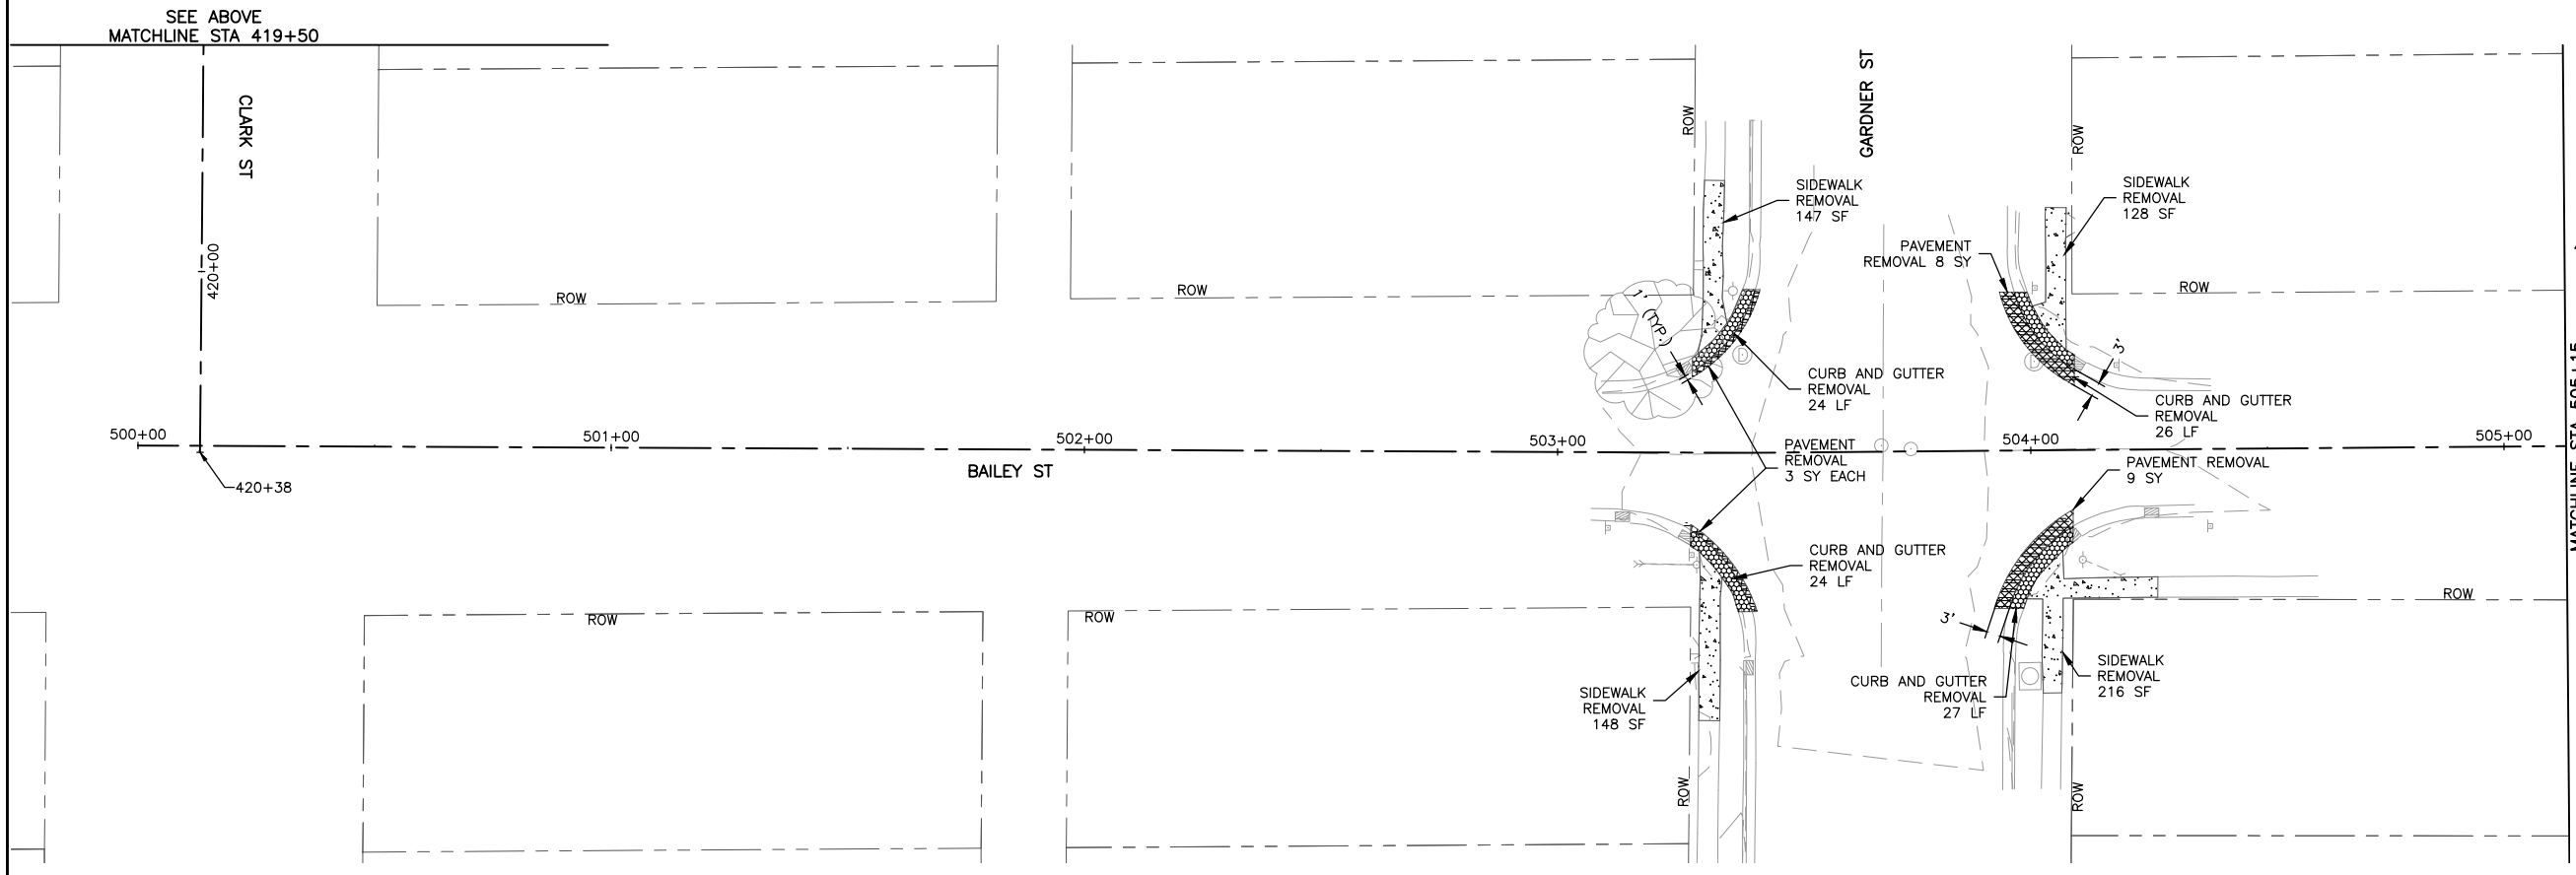 SEE ABOVE
MATCHLINE STA 419+50
CLARK ST
420+00
420+38
ROW
ROW
ROW
ROW
GARDNER ST
ROW
SIDEWALK
REMOVAL
147 SF
SIDEWALK
REMOVAL
128 SF
PAVEMENT
REMOVAL 8 SY
ROW
1'
(TYP.)
3'
CURB AND GUTTER
REMOVAL
24 LF
CURB AND GUTTER
REMOVAL
26 LF
500+00
501+00
502+00
503+00
504+00
505+00
BAILEY ST
PAVEMENT
REMOVAL
3 SY EACH
PAVEMENT REMOVAL
9 SY
CURB AND GUTTER
REMOVAL
24 LF
ROW
ROW
ROW
3'
SIDEWALK
REMOVAL
148 SF
CURB AND GUTTER
REMOVAL
27 LF
SIDEWALK
REMOVAL
216 SF
ROW
ROW
D
D
MATCHLINE STA 505+15